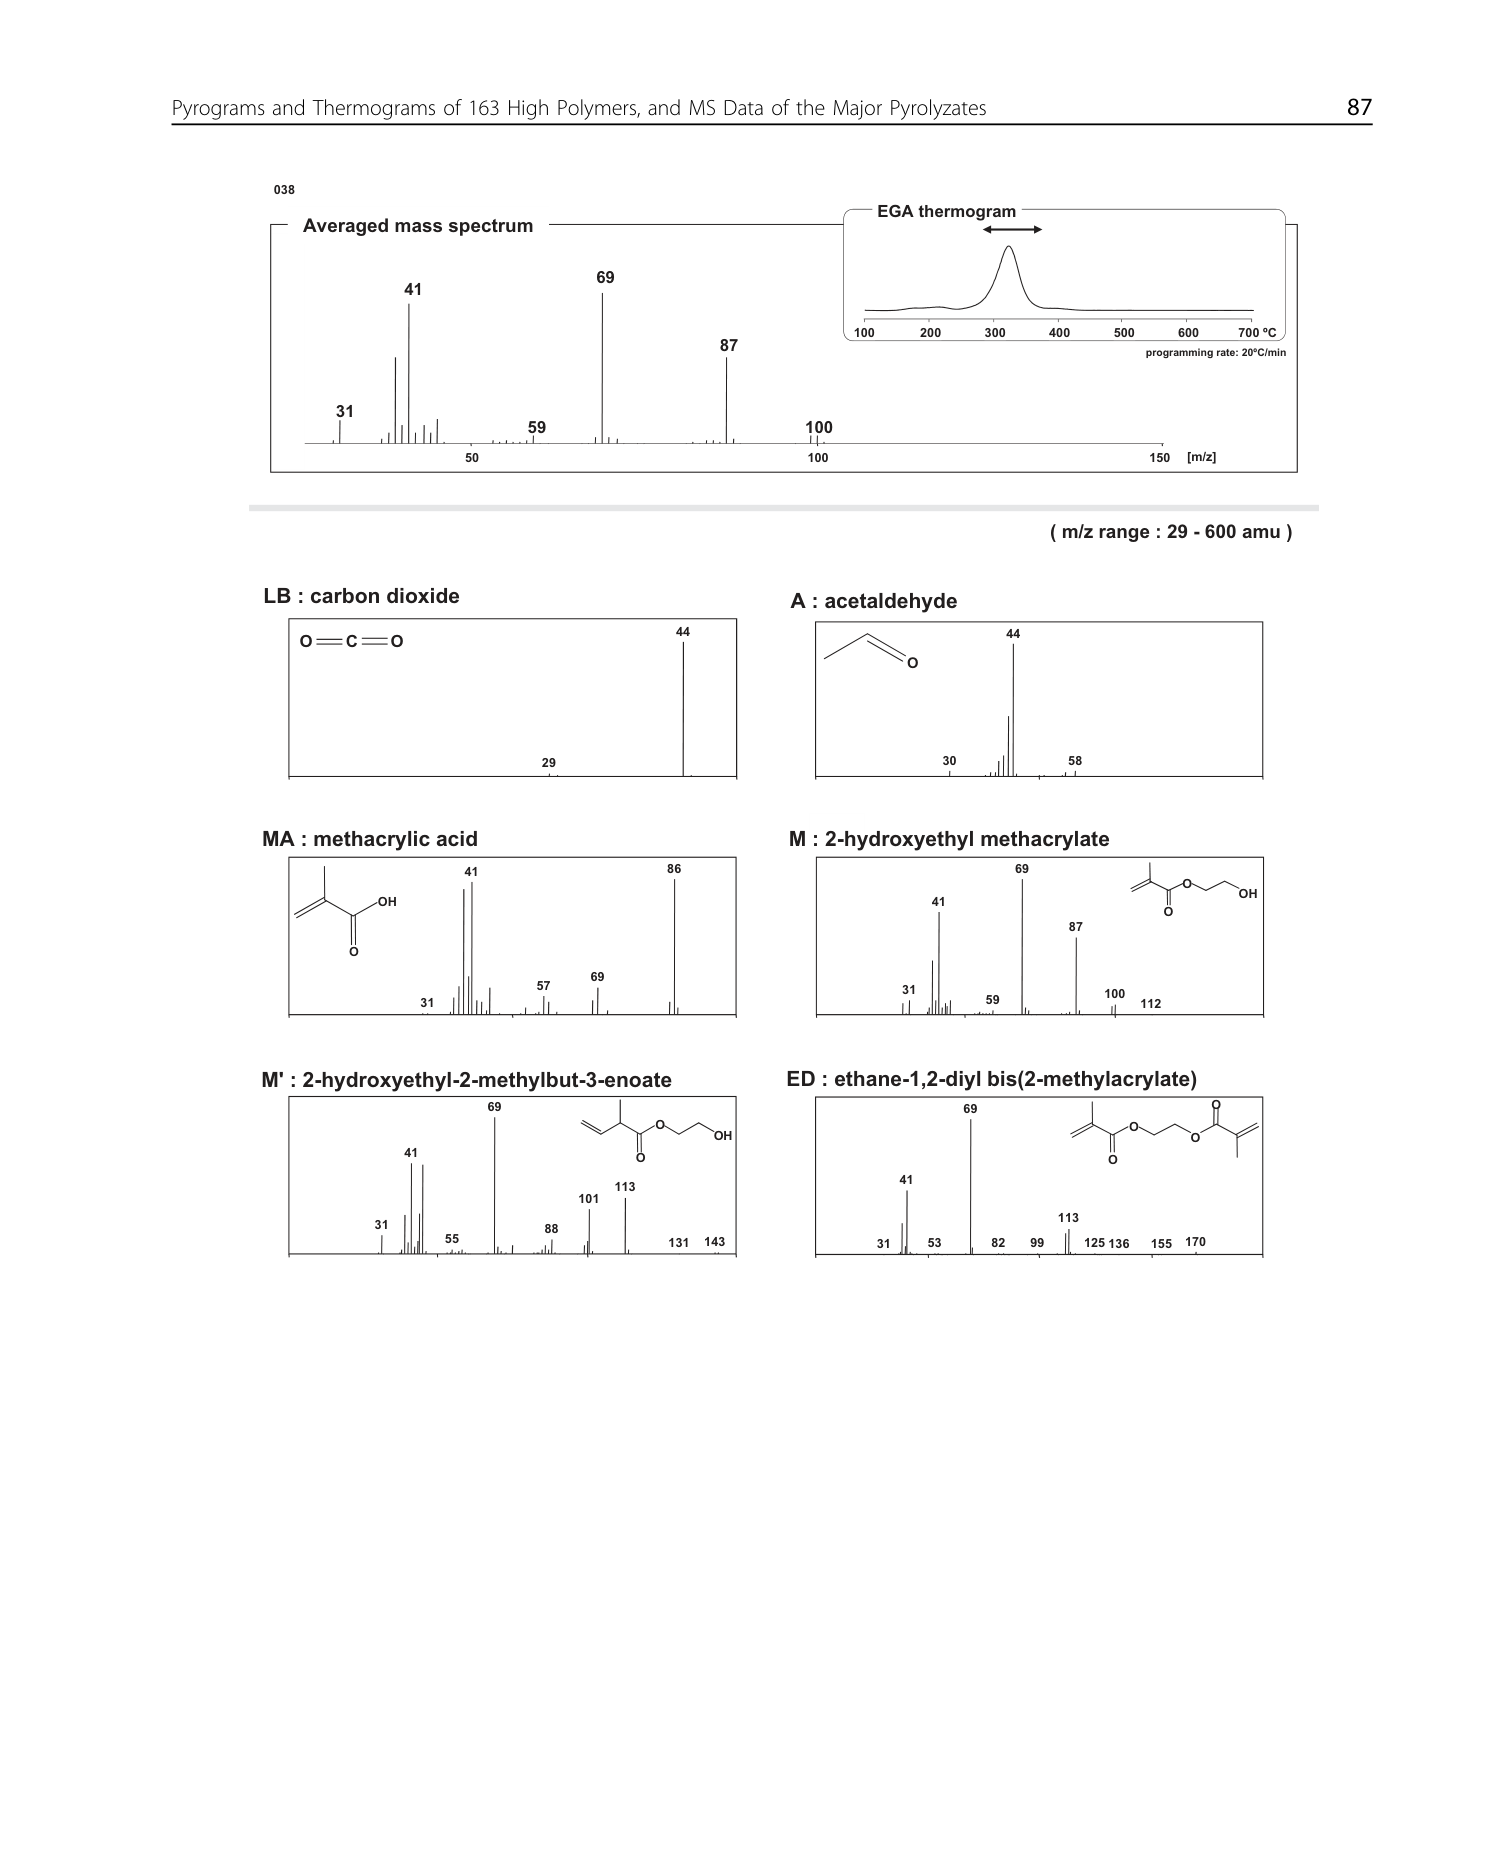 Pyrograms and Thermograms of 163 High Polymers, and MS Data of the Major Pyrolyzates 87
038
Averaged mass spectrum
EGA thermogram
100 200 300 400 500 600 700 ºC
programming rate: 20ºC/min
69
41
87
31
59
100
50 100 150 [m/z]
( m/z range : 29 - 600 amu )
LB : carbon dioxide
O C O
44
29
A : acetaldehyde
O
44
30
58
MA : methacrylic acid
OH
O
41
86
31
57
69
M : 2-hydroxyethyl methacrylate
O
OH
O
69
41
87
31
59
100
112
M' : 2-hydroxyethyl-2-methylbut-3-enoate
O
OH
O
69
41
31
55
88
101
113
131
143
ED : ethane-1,2-diyl bis(2-methylacrylate)
O
O
O
O
69
41
113
31
53
82
99
125
136
155
170